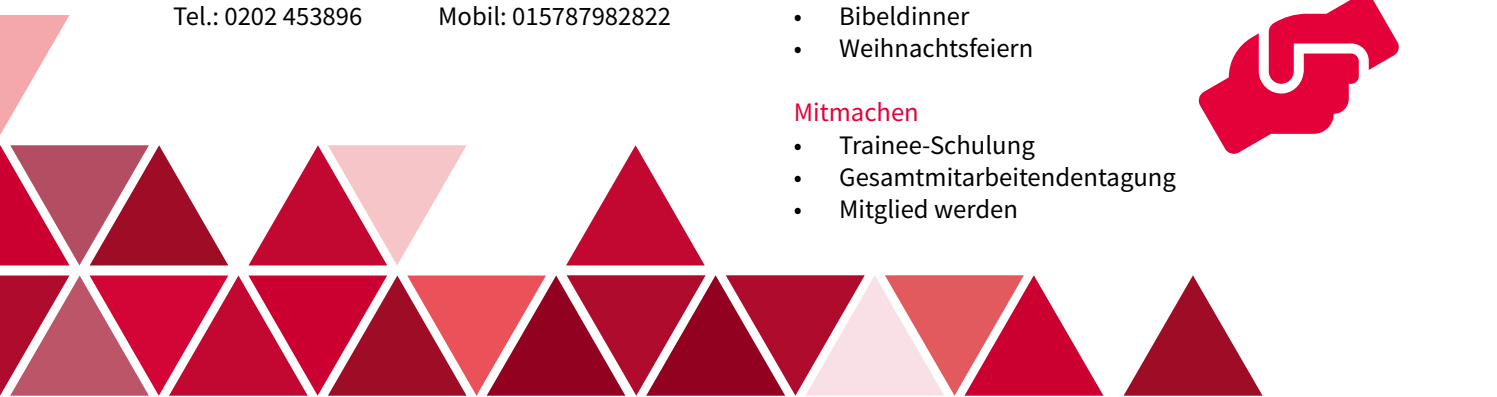 Tel.: 0202 453896 Mobil: 015787982822
• Bibeldinner
• Weihnachtsfeiern
Mitmachen
• Trainee-Schulung
• Gesamtmitarbeitendentagung
• Mitglied werden